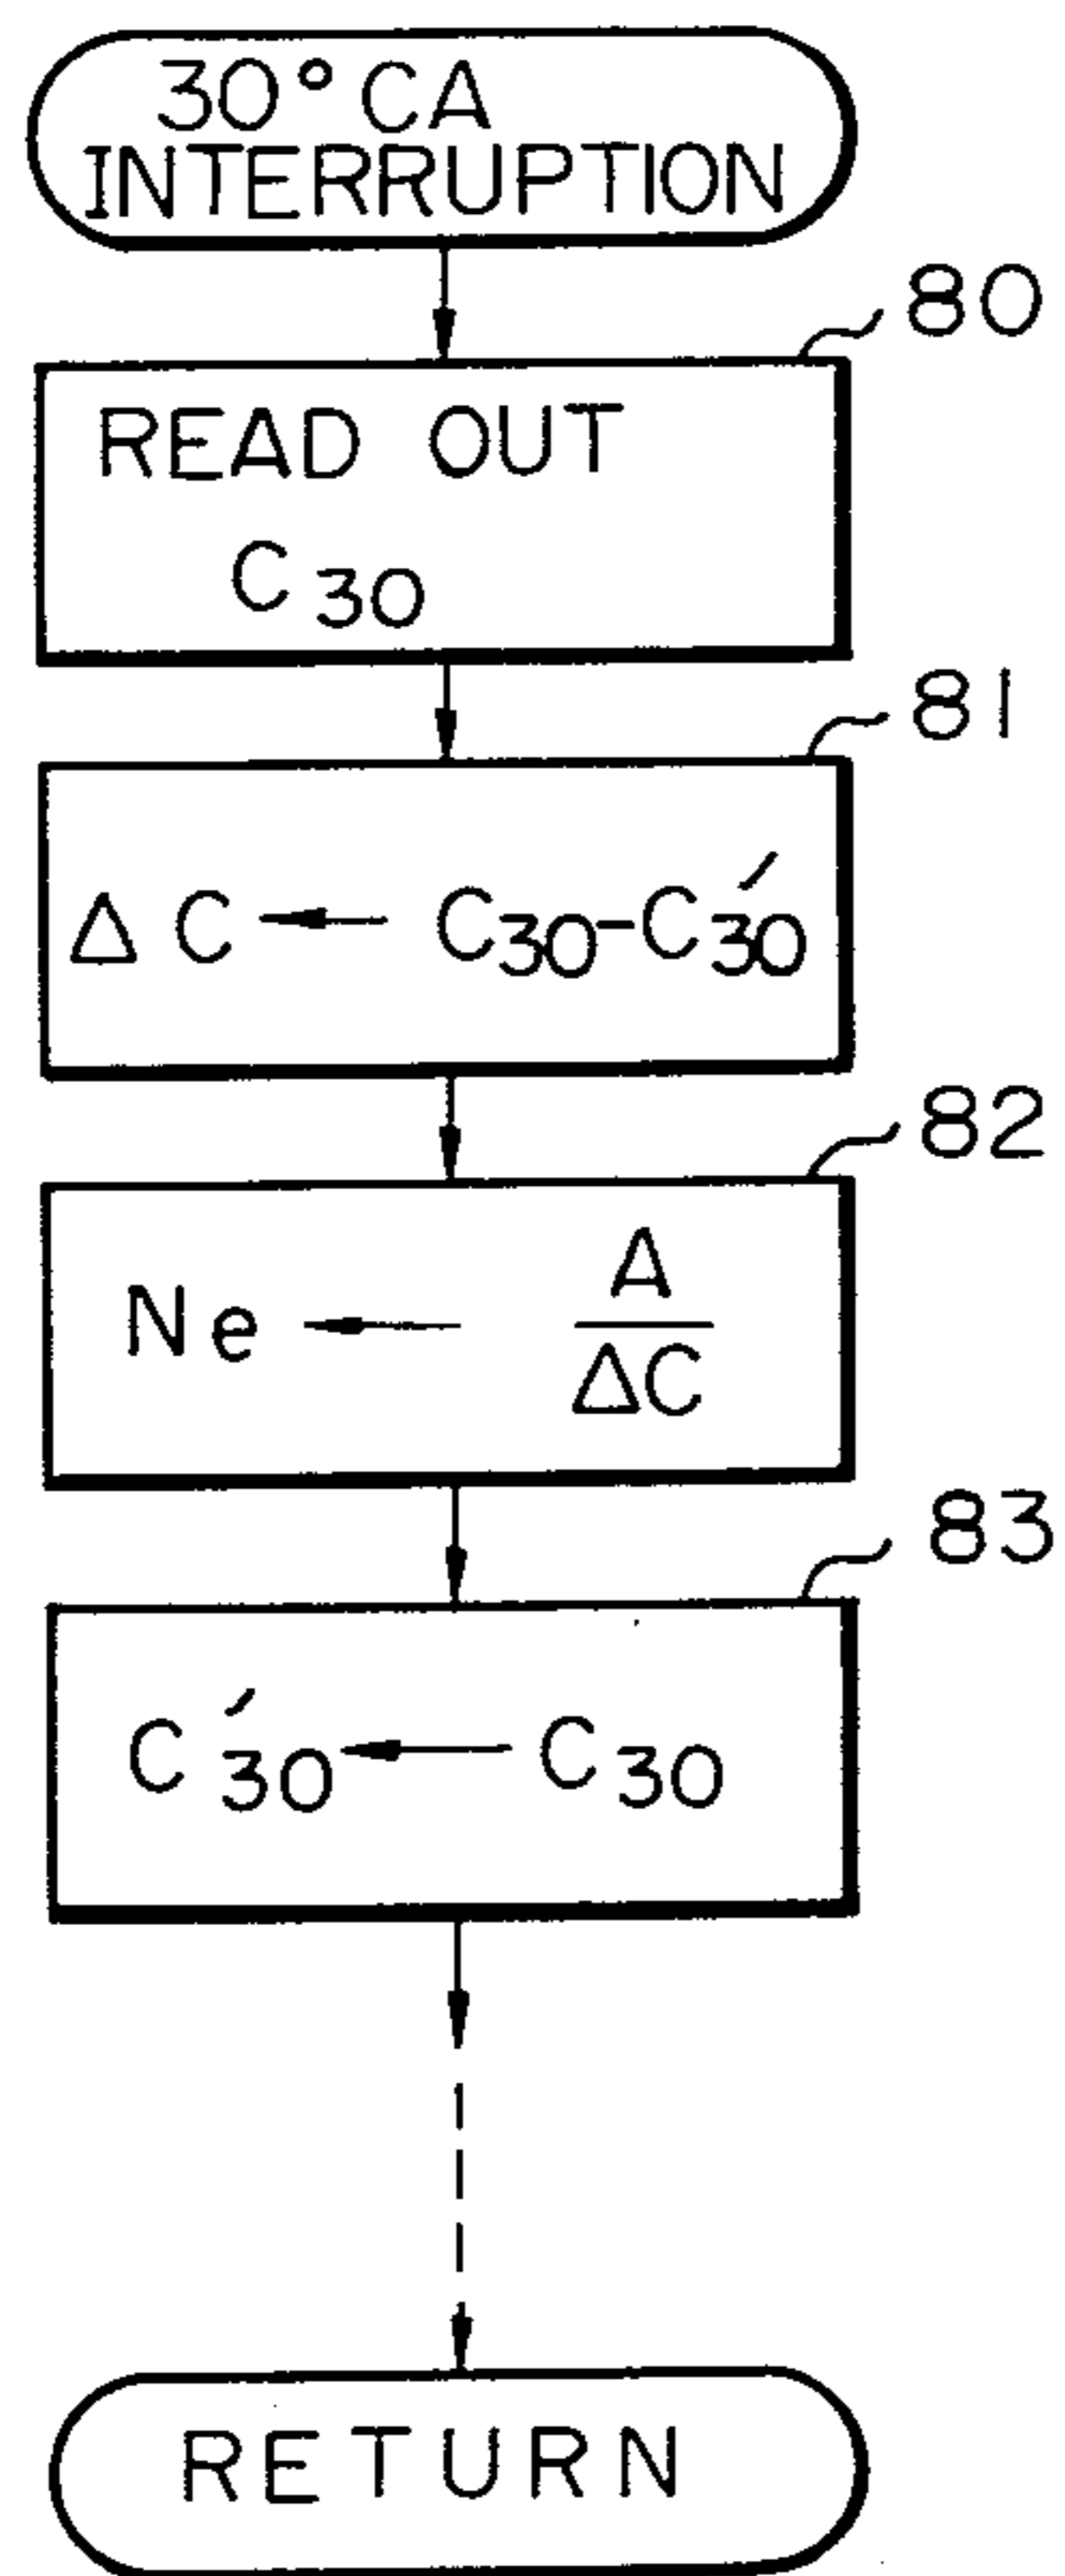 30°CA
INTERRUPTION
80
READ OUT
C30
81
ΔC ← C30-C′30
82
Ne ← A
ΔC
83
C′30 ← C30
RETURN